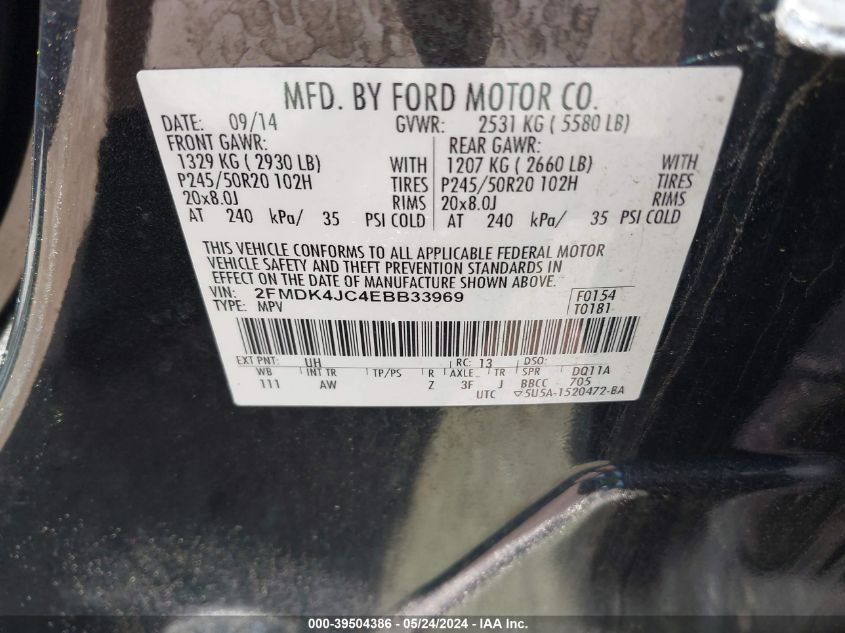 MFD. BY FORD MOTOR CO.
DATE: 09/14 GVWR: 2531 KG ( 5580 LB)
FRONT GAWR: REAR GAWR:
1329 KG ( 2930 LB) WITH 1207 KG ( 2660 LB) WITH
P245/50R20 102H TIRES P245/50R20 102H TIRES
20x8.0J RIMS 20x8.0J RIMS
AT 240 kPa/ 35 PSI COLD AT 240 kPa/ 35 PSI COLD
THIS VEHICLE CONFORMS TO ALL APPLICABLE FEDERAL MOTOR
VEHICLE SAFETY AND THEFT PREVENTION STANDARDS IN
EFFECT ON THE DATE OF MANUFACTURE SHOWN ABOVE.
VIN: 2FMDK4JC4EBB33969 F0154
TYPE: MPV T0181
EXT PNT: UH RC: 13 DSO:
WB INT TR TP/PS R AXLE TR SPR DQ11A
111 AW Z 3F J BBCC 705
UTC ▽5U5A-1520472-BA
000-39504386 - 05/24/2024 - IAA Inc.